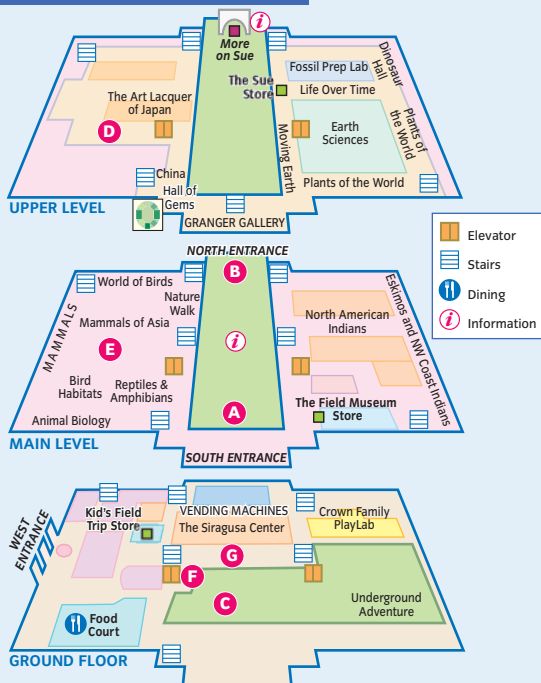 i
More
on Sue
Fossil Prep Lab
Dinosaur
Hall
The Sue
Store
Life Over Time
The Art Lacquer
of Japan
D
Moving Earth
Earth
Sciences
Plants of
the World
China
Hall of
Gems
Plants of the World
UPPER LEVEL
GRANGER GALLERY
Elevator
Stairs
Dining
i Information
NORTH ENTRANCE
B
World of Birds
Nature
Walk
MAMMALS
Mammals of Asia
E
i
North American
Indians
Eskimos and NW Coast Indians
Bird
Habitats
Reptiles &
Amphibians
Animal Biology
A
The Field Museum
Store
MAIN LEVEL
SOUTH ENTRANCE
WEST
ENTRANCE
Kid's Field
Trip Store
VENDING MACHINES
The Siragusa Center
Crown Family
PlayLab
G
F
C
Underground
Adventure
Food
Court
GROUND FLOOR